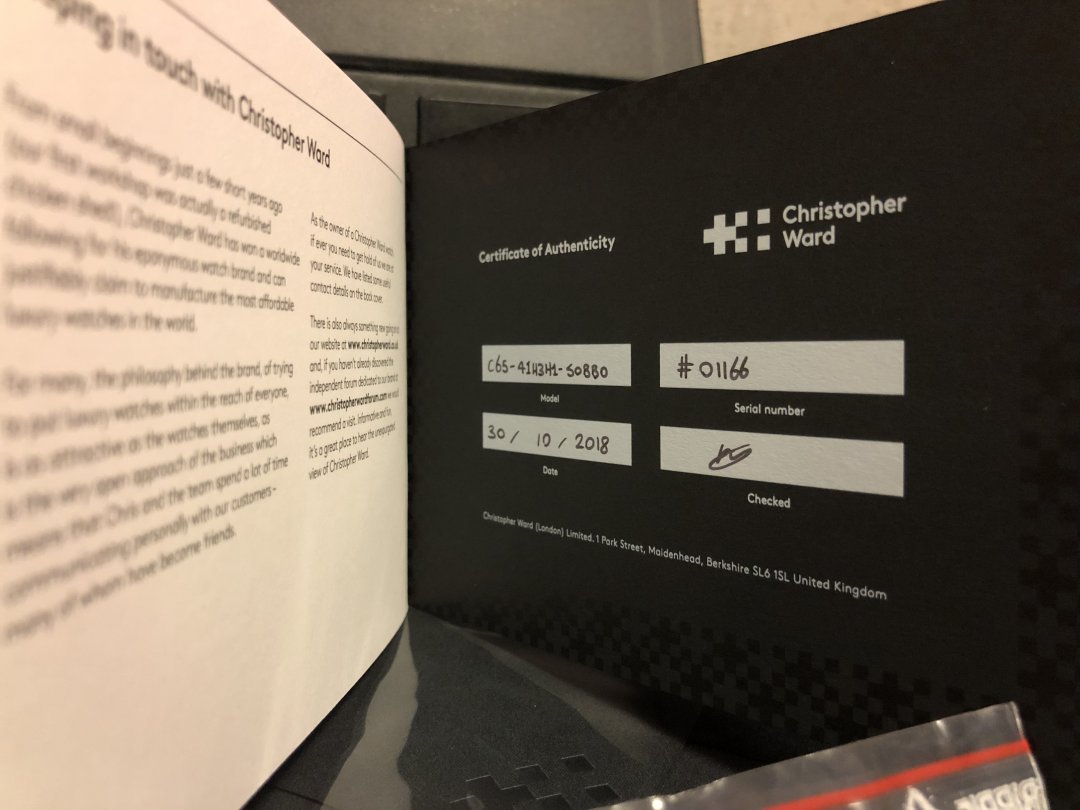 ping in touch with Christopher Ward
From small beginnings just a few short years ago
(our first workshop was actually a refurbished
chicken shed), Christopher Ward has won a worldwide
following for his eponymous watch brand and can
justifiably claim to manufacture the most affordable
luxury watches in the world.
For many, the philosophy behind the brand, of trying
to put luxury watches within the reach of everyone,
is as attractive as the watches themselves, as
is the very open approach of the business which
means that Chris and the team spend a lot of time
communicating personally with our customers –
many of whom have become friends.
As the owner of a Christopher Ward watch,
if ever you need to get hold of us we are at
your service. We have listed some useful
contact details on the back cover.
There is also always something new going on at
our website at www.christopherward.co.uk
and, if you haven't already discovered the
independent forum dedicated to our brand at
www.christopherwardforum.com we would
recommend a visit. Informative and fun,
it's a great place to hear the unexpurgated
view of Christopher Ward.
Certificate of Authenticity
Christopher
Ward
C65-41H3H1-S0BB0
Model
# 01166
Serial number
30 / 10 / 2018
Date
Checked
Christopher Ward (London) Limited. 1 Park Street, Maidenhead, Berkshire SL6 1SL United Kingdom